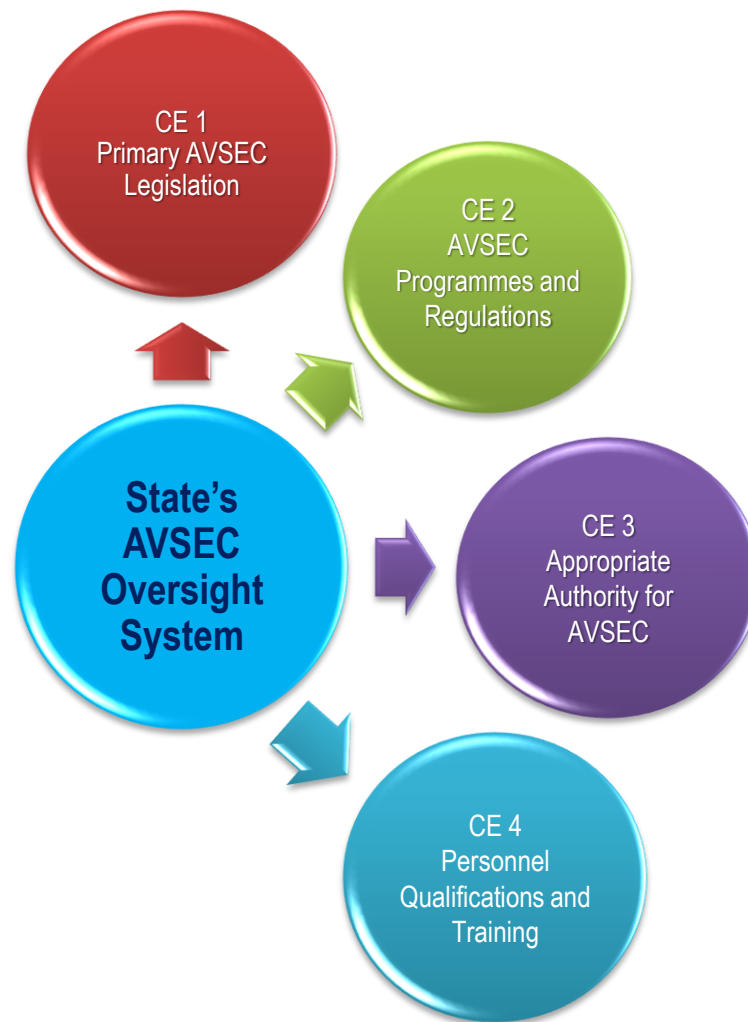 CE 1
Primary AVSEC
Legislation
CE 2
AVSEC
Programmes and
Regulations
State’s
AVSEC
Oversight
System
CE 3
Appropriate
Authority for
AVSEC
CE 4
Personnel
Qualifications and
Training